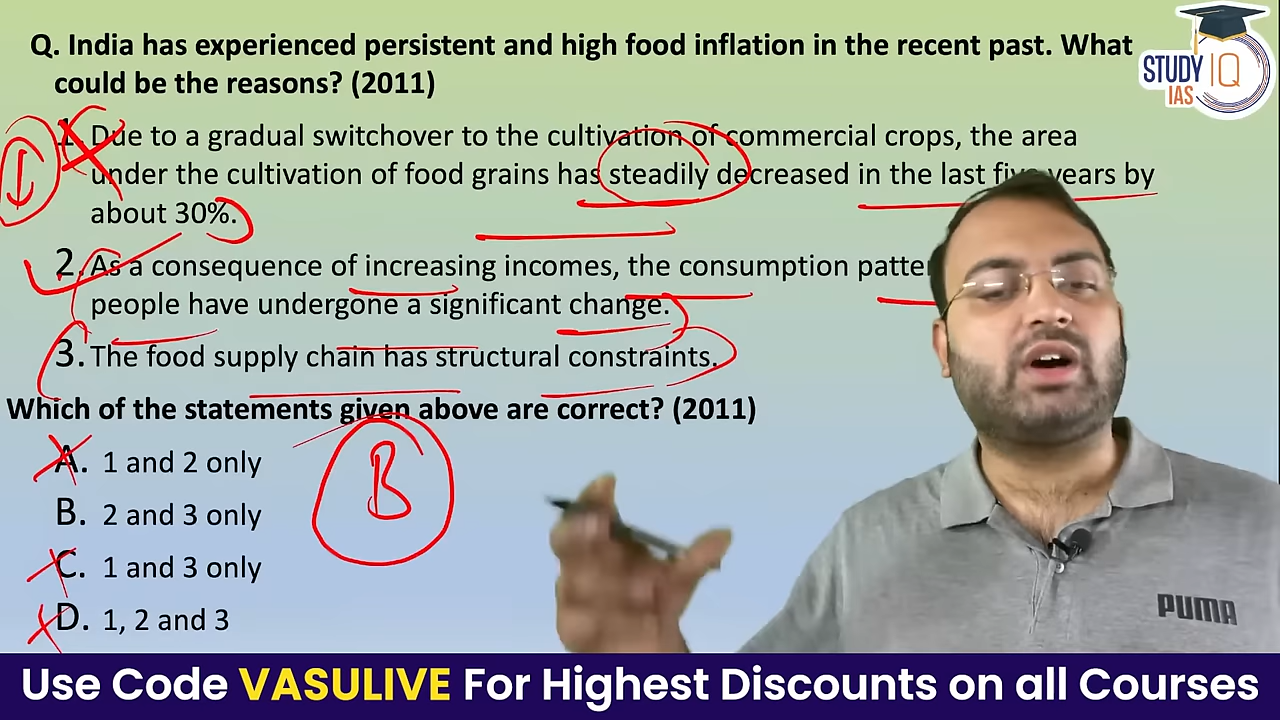 Q. India has experienced persistent and high food inflation in the recent past. What
could be the reasons? (2011)
STUDY IQ
IAS
1. Due to a gradual switchover to the cultivation of commercial crops, the area
under the cultivation of food grains has steadily decreased in the last five years by
about 30%.
2. As a consequence of increasing incomes, the consumption
people have undergone a significant change.
3. The food supply chain has structural constraints.
Which of the statements given above are correct? (2011)
A. 1 and 2 only
B. 2 and 3 only
C. 1 and 3 only
D. 1, 2 and 3
B
PUMA
Use Code VASULIVE For Highest Discounts on all Courses